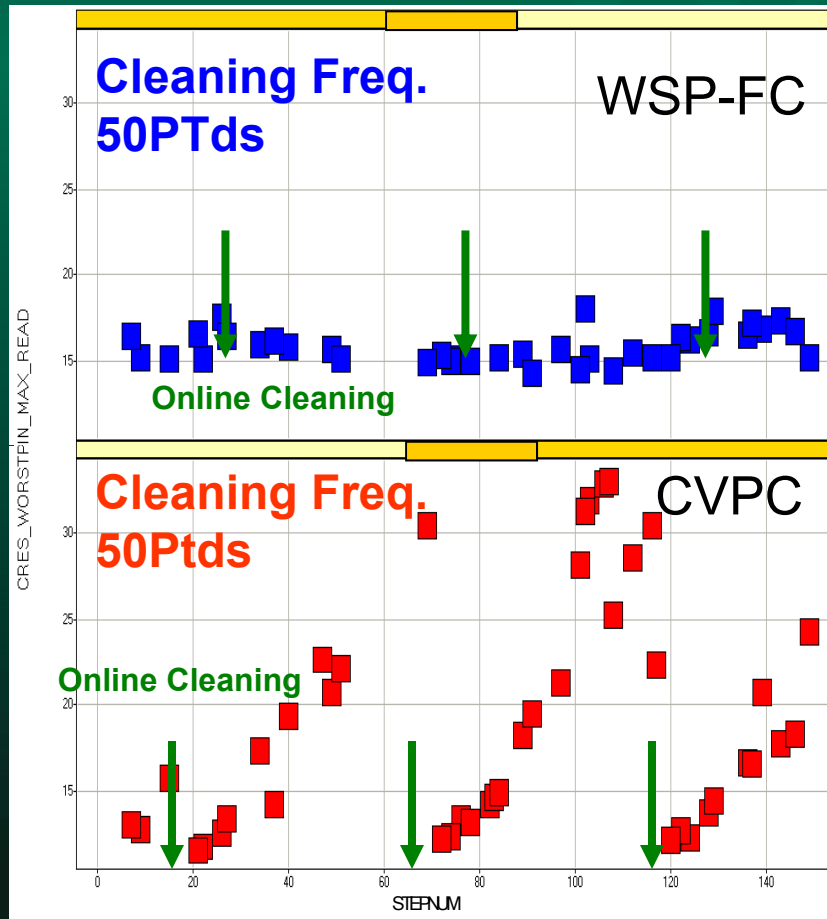 Cleaning Freq.
50PTds
WSP-FC
30
25
20
15
Online Cleaning
CRES_WORSTPIN_MAX_READ
Cleaning Freq.
50Ptds
CVPC
30
25
20
15
Online Cleaning
0 20 40 60 80 100 120 140
STEPNUM